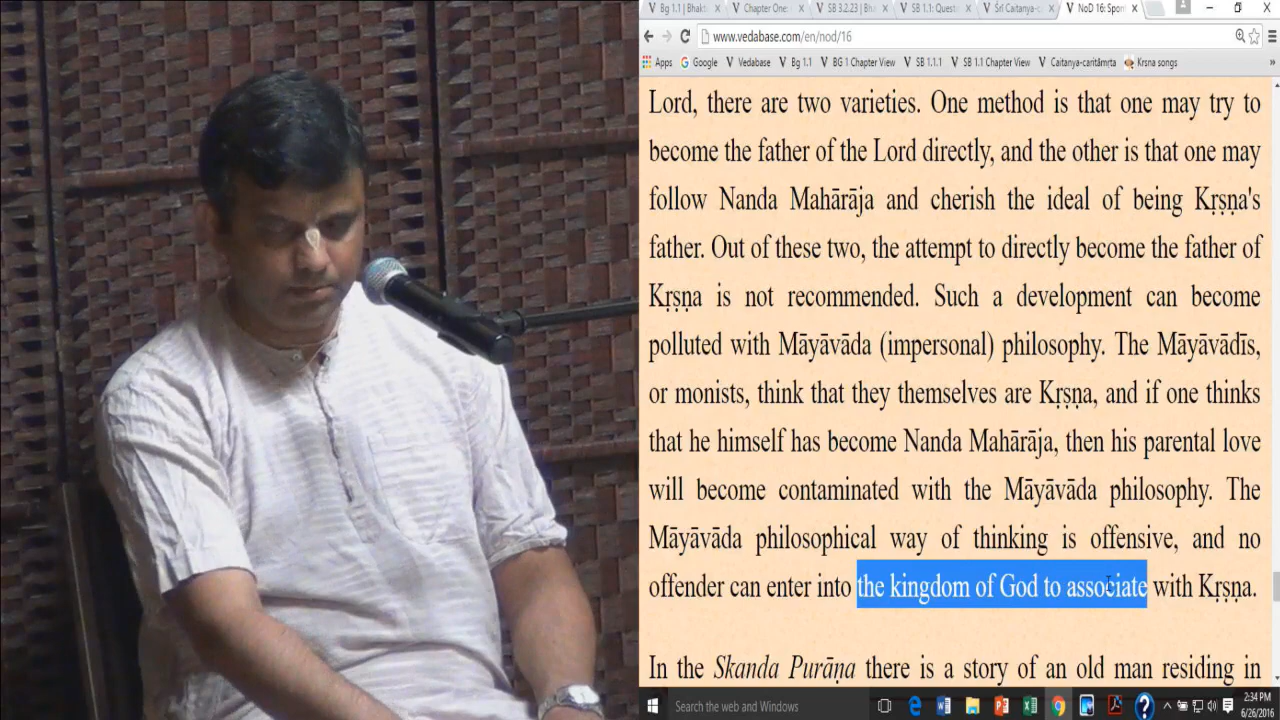 Bg 1.1 | Bhakt
Chapter One:
SB 3.2.23 | Bh
SB 1.1: Quest
Śrī Caitanya-c
NoD 16: Spon
www.vedabase.com/en/nod/16
Apps Google Vedabase Bg 1.1 BG 1 Chapter View SB 1.1.1 SB 1.1 Chapter View Caitanya-caritāmṛta Krsna songs »
Lord, there are two varieties. One method is that one may try to
become the father of the Lord directly, and the other is that one may
follow Nanda Mahārāja and cherish the ideal of being Kṛṣṇa's
father. Out of these two, the attempt to directly become the father of
Kṛṣṇa is not recommended. Such a development can become
polluted with Māyāvāda (impersonal) philosophy. The Māyāvādīs,
or monists, think that they themselves are Kṛṣṇa, and if one thinks
that he himself has become Nanda Mahārāja, then his parental love
will become contaminated with the Māyāvāda philosophy. The
Māyāvāda philosophical way of thinking is offensive, and no
offender can enter into the kingdom of God to associate with Kṛṣṇa.
In the Skanda Purāṇa there is a story of an old man residing in
Search the web and Windows
2:34 PM
6/26/2016